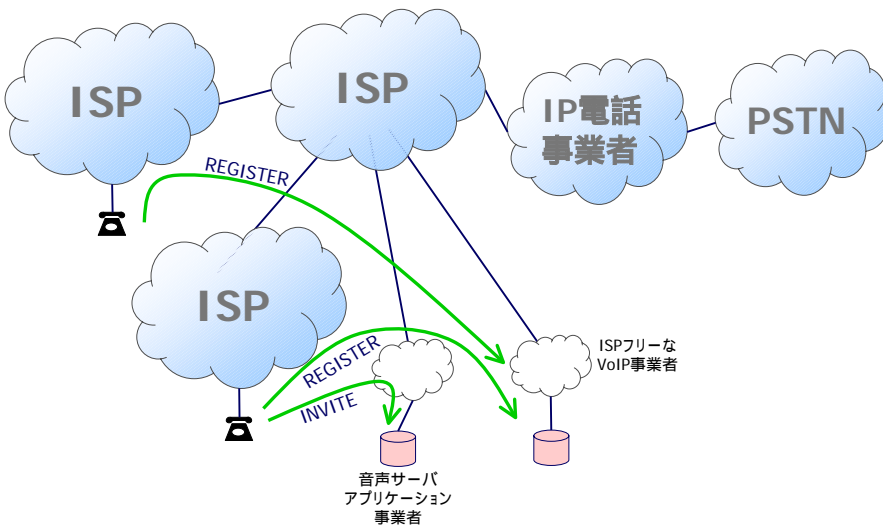 ISP
ISP
IP電話
事業者
PSTN
REGISTER
ISP
REGISTER
INVITE
ISPフリーな
VoIP事業者
音声サーバ
アプリケーション
事業者